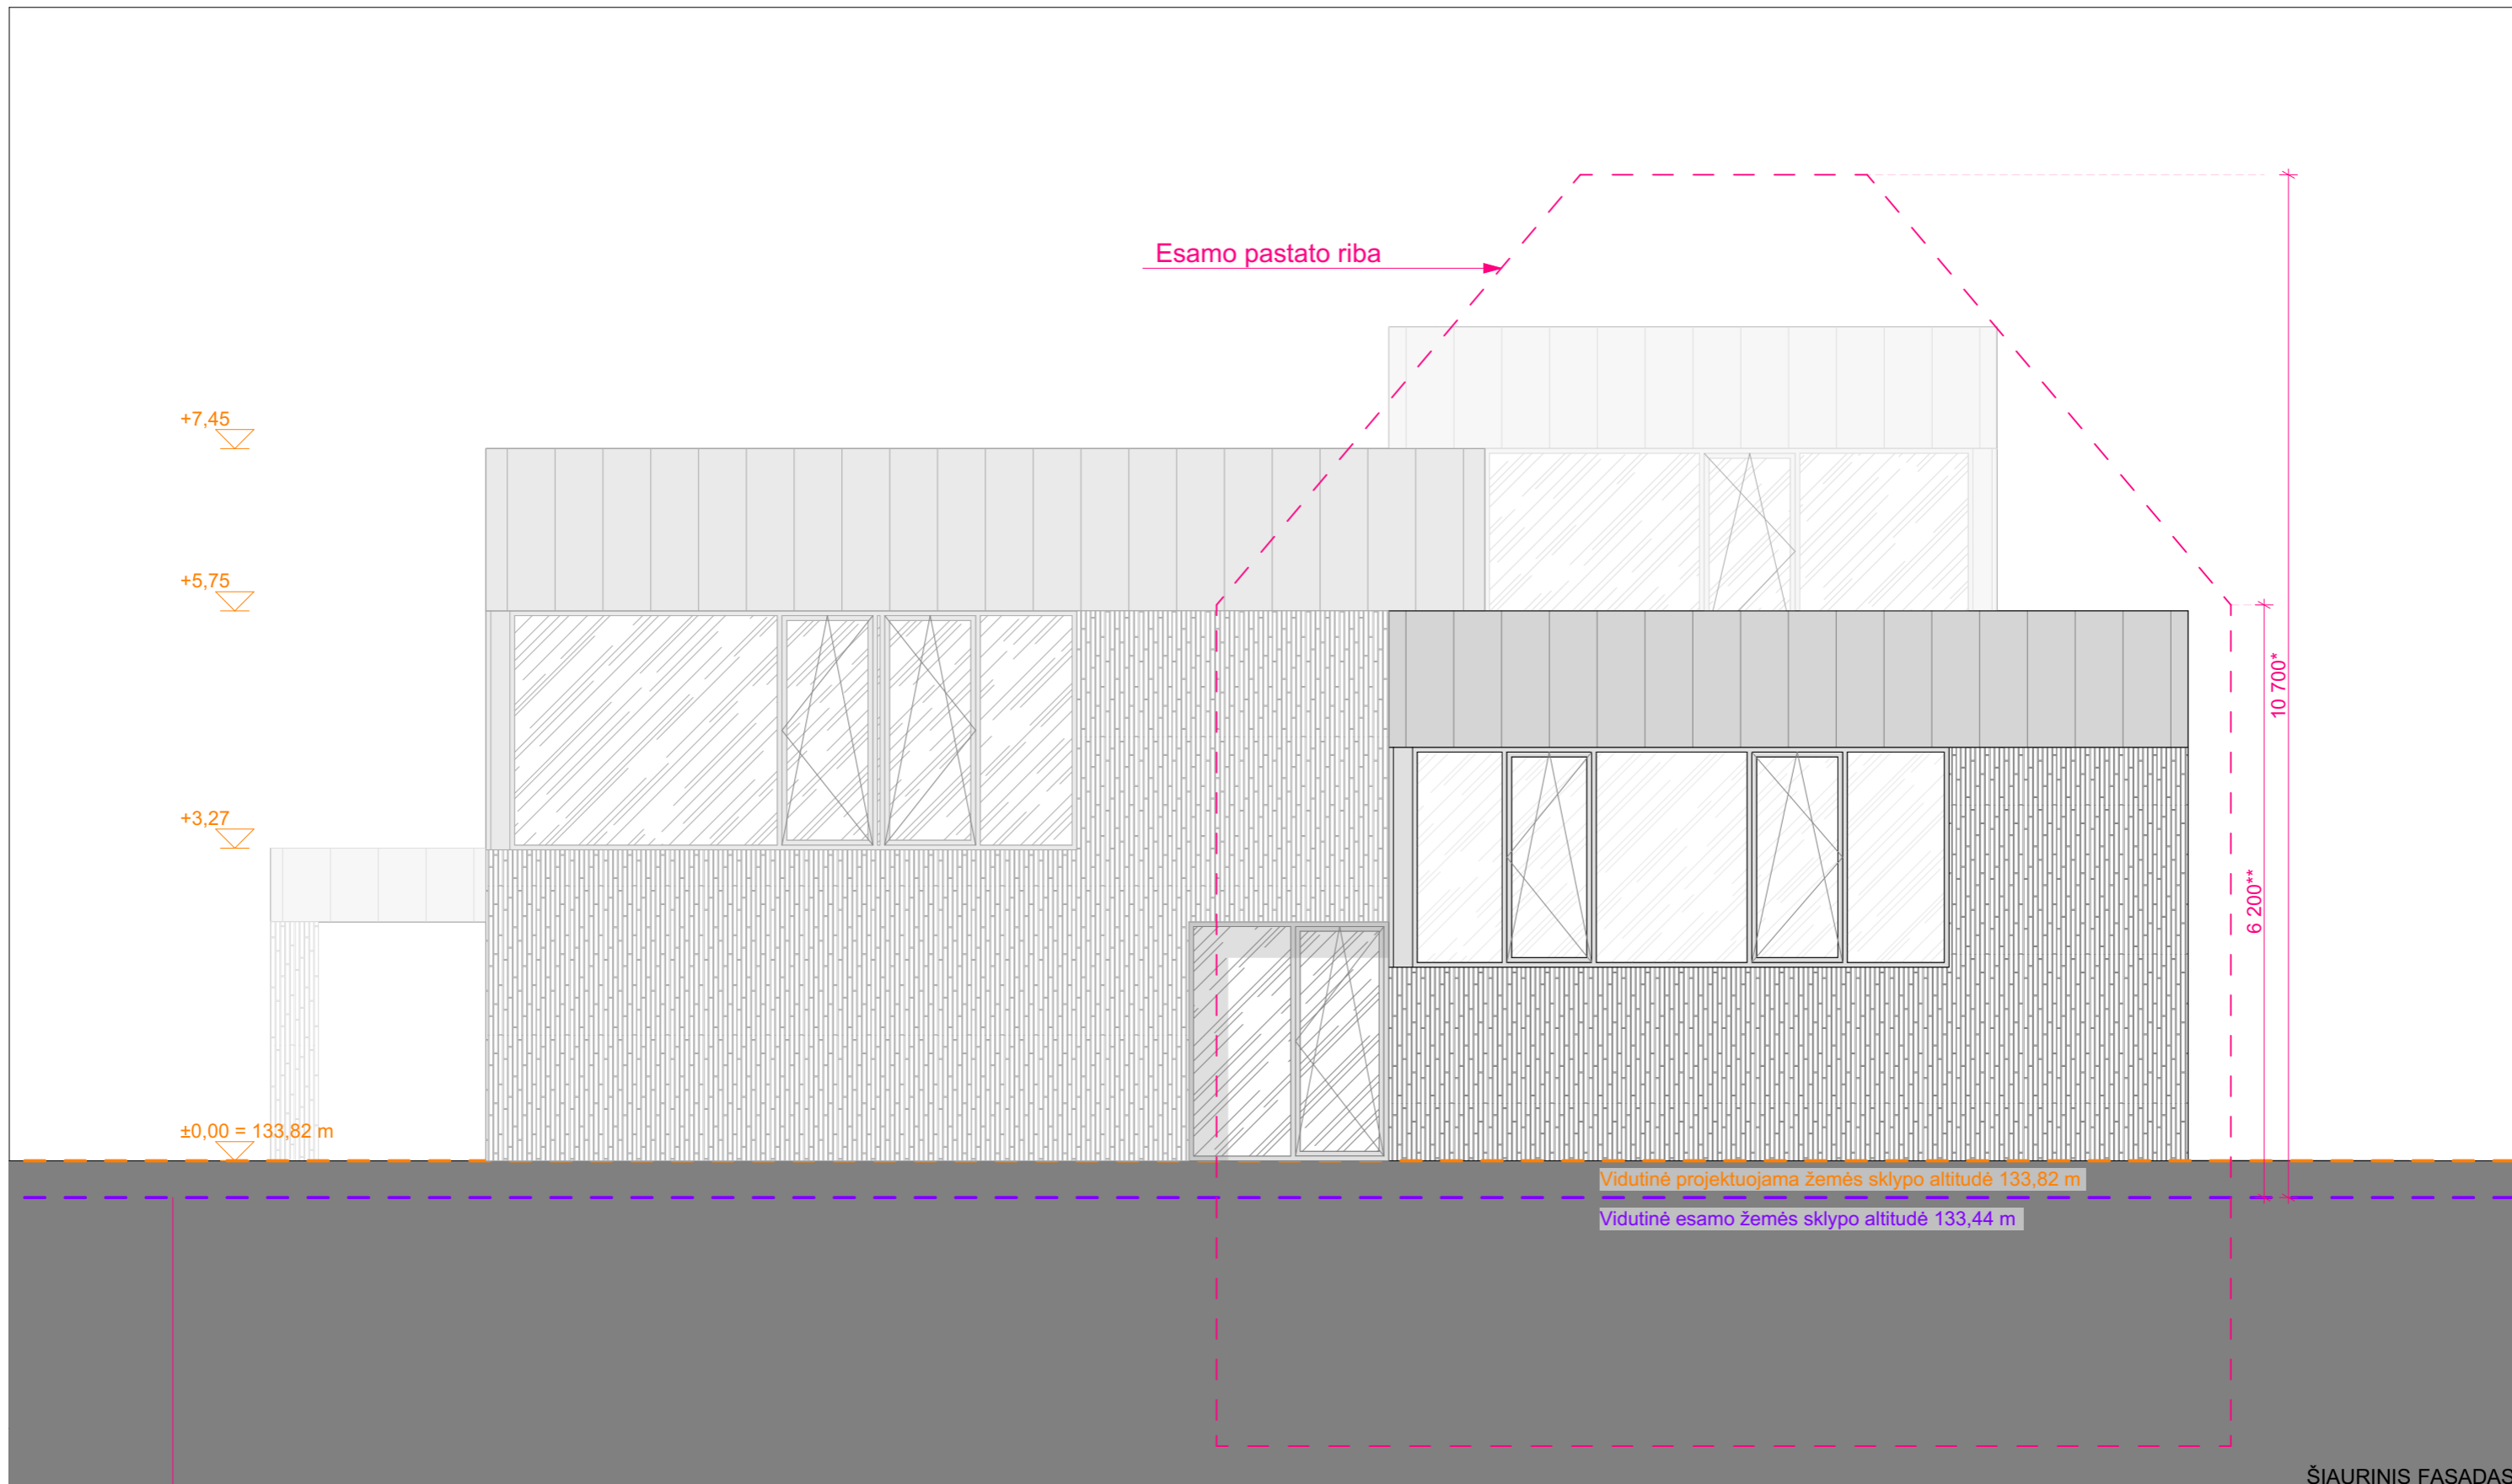 Esamo pastato riba
+7,45
+5,75
10 700*
+3,27
6 200**
±0,00 = 133,82 m
Vidutinė projektuojama žemės sklypo altitudė 133,82 m
Vidutinė esamo žemės sklypo altitudė 133,44 m
ŠIAURINIS FASADAS